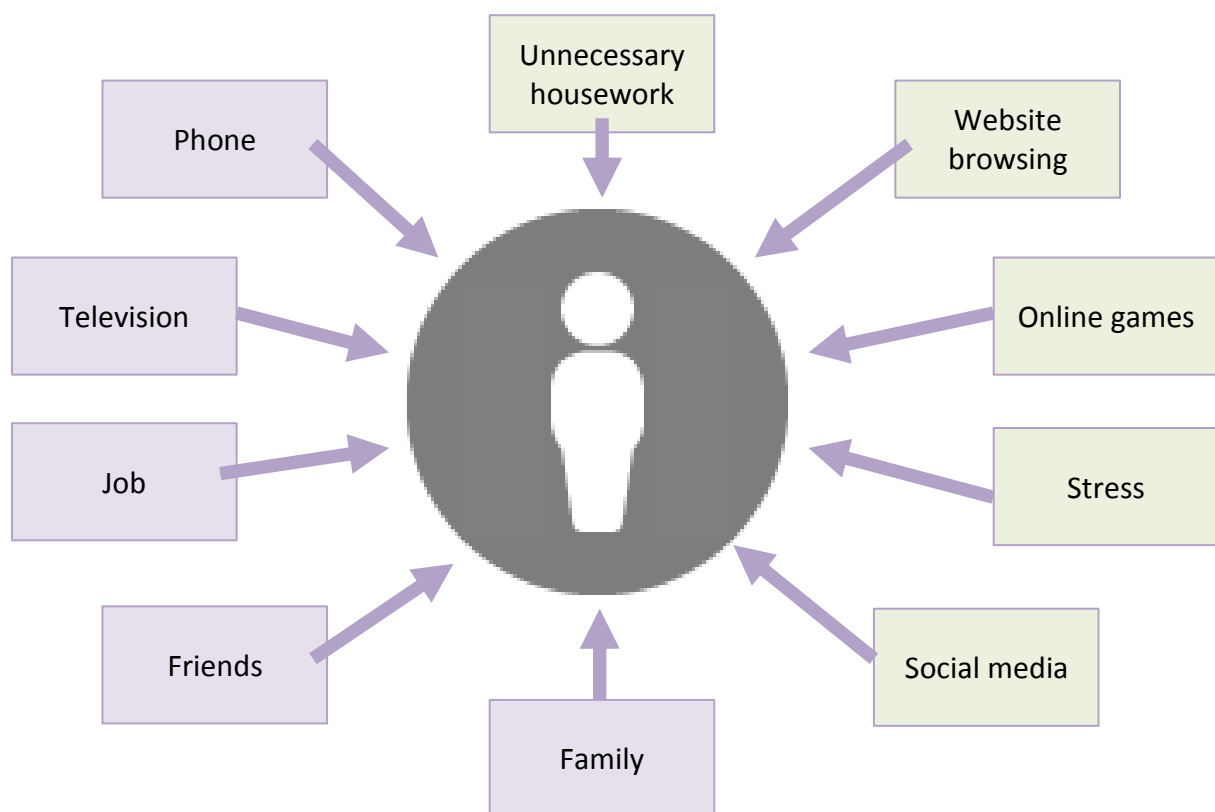 Unnecessary
housework
Phone
Website
browsing
Television
Online games
Job
Stress
Friends
Social media
Family